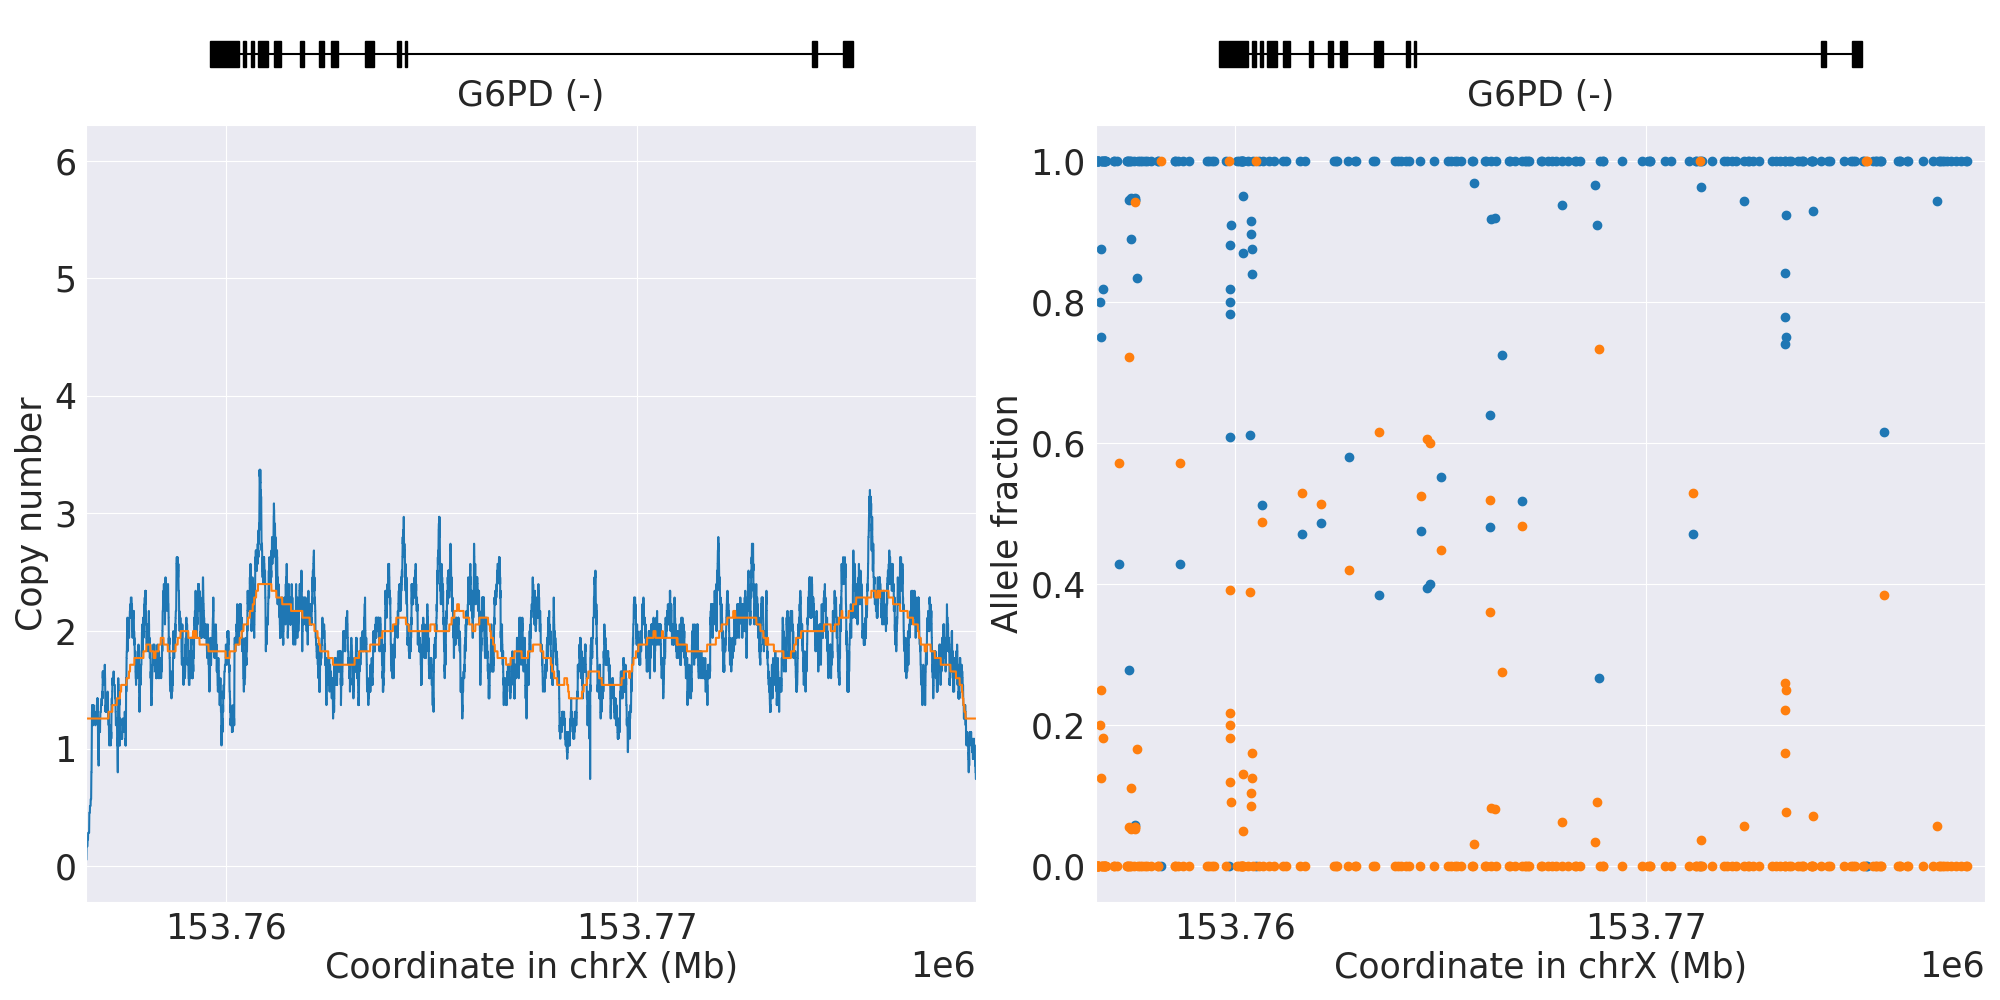 G6PD (-)
6
5
4
3
2
1
0
Copy number
153.76
153.77
Coordinate in chrX (Mb)
1e6
G6PD (-)
1.0
0.8
0.6
0.4
0.2
0.0
Allele fraction
153.76
153.77
Coordinate in chrX (Mb)
1e6